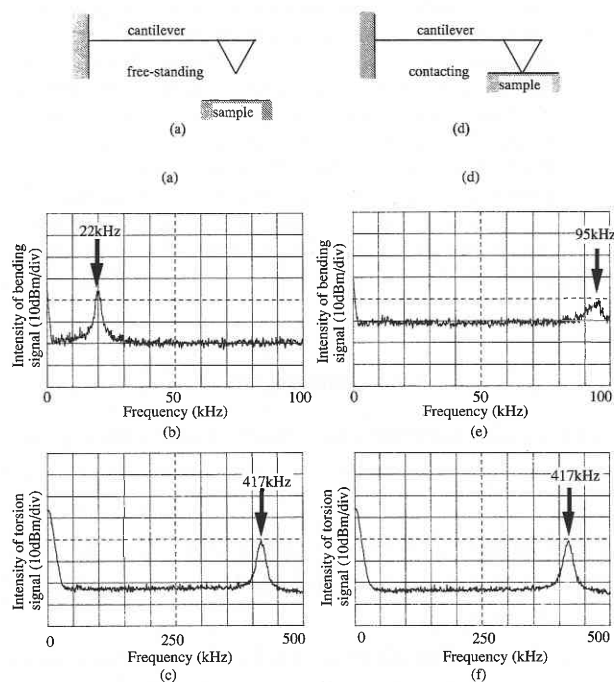 cantilever
free-standing
sample
(a)
(a)
cantilever
contacting
sample
(d)
(d)
22kHz
Intensity of bending
signal (10dBm/div)
0
50
100
Frequency (kHz)
(b)
95kHz
Intensity of bending
signal (10dBm/div)
0
50
100
Frequency (kHz)
(e)
417kHz
Intensity of torsion
signal (10dBm/div)
0
250
500
Frequency (kHz)
(c)
417kHz
Intensity of torsion
signal (10dBm/div)
0
250
500
Frequency (kHz)
(f)